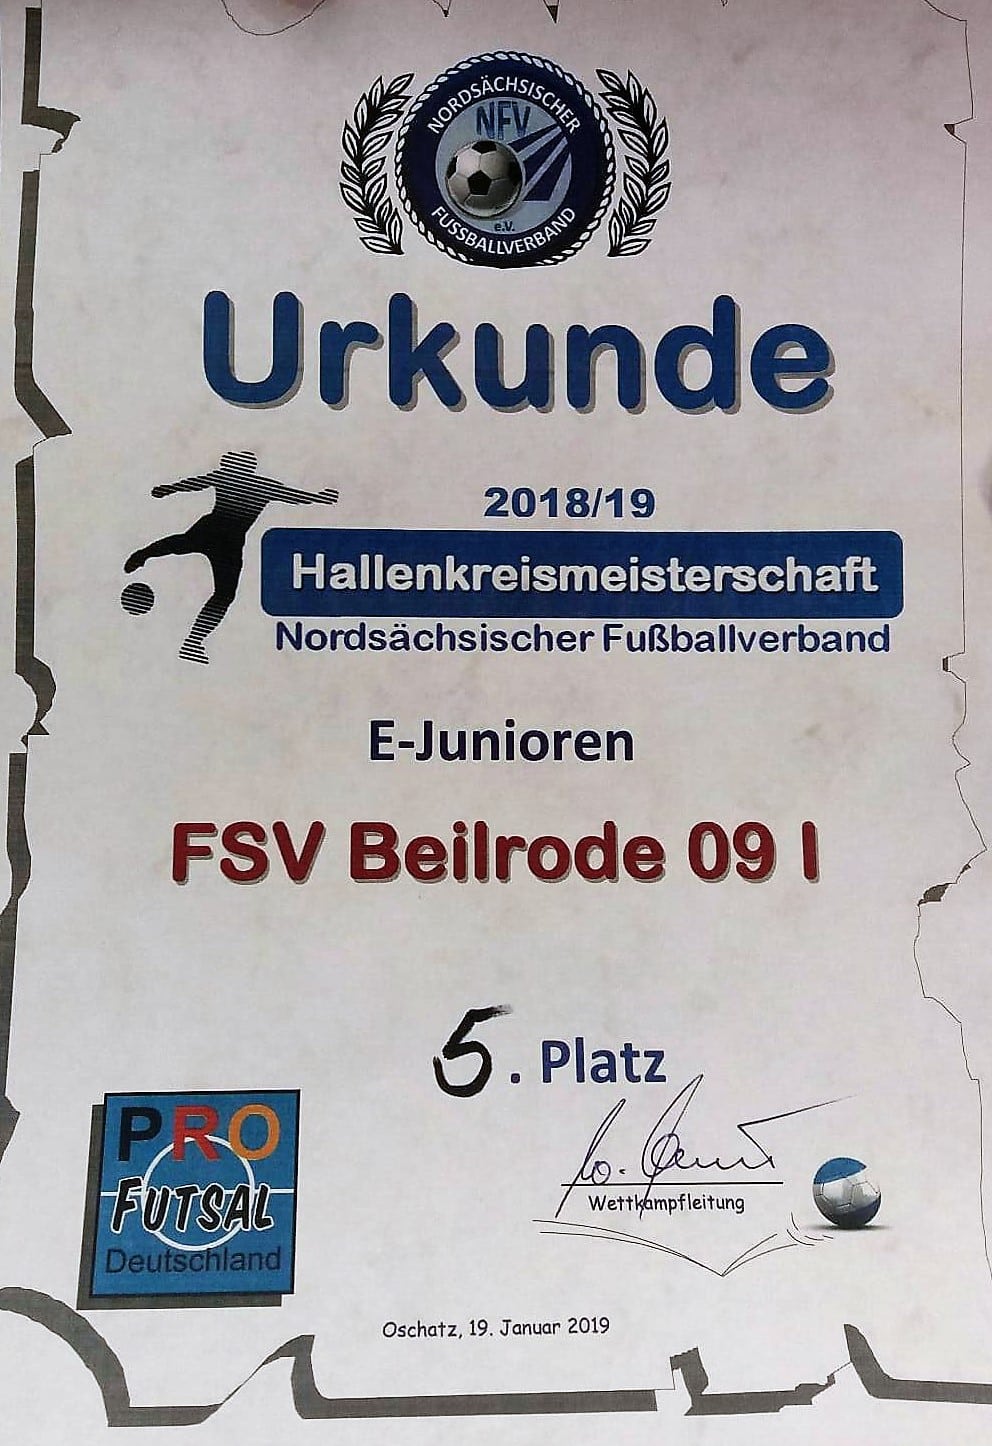 NORDSÄCHSISCHER
NFV
e.V.
FUSSBALLVERBAND
Urkunde
2018/19
Hallenkreismeisterschaft
Nordsächsischer Fußballverband
E-Junioren
FSV Beilrode 09 I
5. Platz
Wettkampfleitung
PRO
FUTSAL
Deutschland
Oschatz, 19. Januar 2019